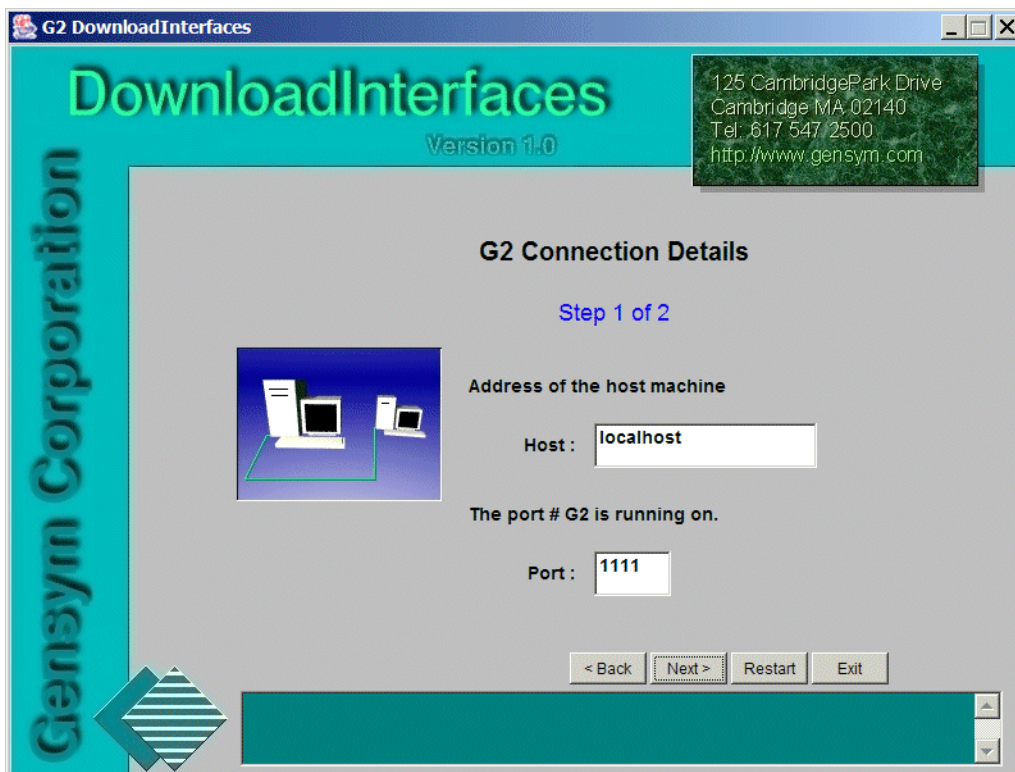 G2 DownloadInterfaces
DownloadInterfaces
Version 1.0
125 CambridgePark Drive
Cambridge MA 02140
Tel: 617 547 2500
http://www.gensym.com
Gensym Corporation
G2 Connection Details
Step 1 of 2
Address of the host machine
Host : localhost
The port # G2 is running on.
Port : 1111
< Back Next > Restart Exit